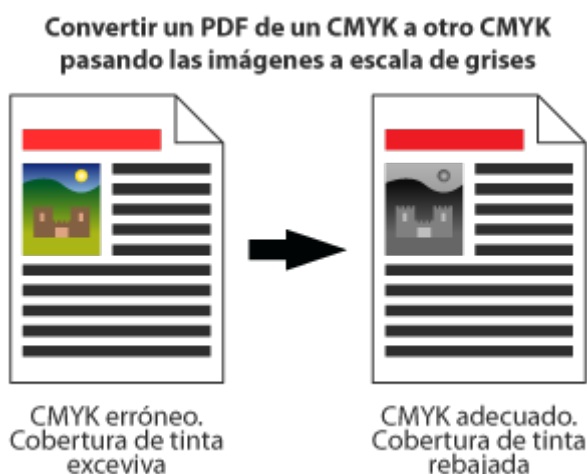 Convertir un PDF de un CMYK a otro CMYK
pasando las imágenes a escala de grises
CMYK erróneo.
Cobertura de tinta
exceviva
CMYK adecuado.
Cobertura de tinta
rebajada